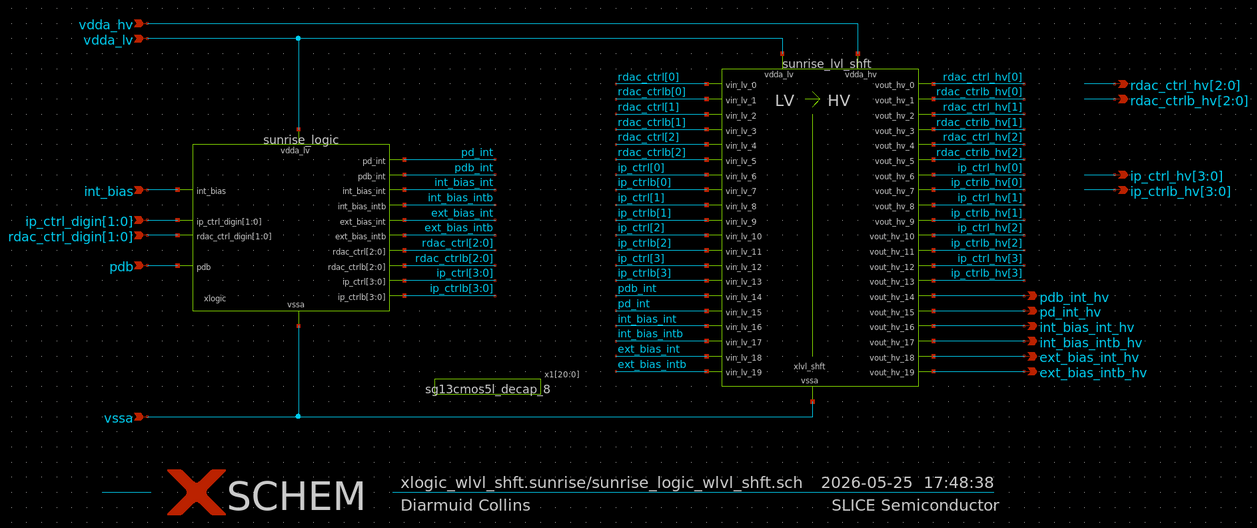 vdda_hv
vdda_lv
sunrise_logic
vdda_lv
int_bias
ip_ctrl_digin[1:0]
rdac_ctrl_digin[1:0]
pdb
int_bias
ip_ctrl_digin[1:0]
rdac_ctrl_digin[1:0]
pdb
xlogic
vssa
pd_int
pdb_int
int_bias_int
int_bias_intb
ext_bias_int
ext_bias_intb
rdac_ctrl[2:0]
rdac_ctrlb[2:0]
ip_ctrl[3:0]
ip_ctrlb[3:0]
pd_int
pdb_int
int_bias_int
int_bias_intb
ext_bias_int
ext_bias_intb
rdac_ctrl[2:0]
rdac_ctrlb[2:0]
ip_ctrl[3:0]
ip_ctrlb[3:0]
x1[20:0]
sg13cmos5l_decap_8
vssa
sunrise_lvl_shft
vdda_lv vdda_hv
LV HV
rdac_ctrl[0]
rdac_ctrlb[0]
rdac_ctrl[1]
rdac_ctrlb[1]
rdac_ctrl[2]
rdac_ctrlb[2]
ip_ctrl[0]
ip_ctrlb[0]
ip_ctrl[1]
ip_ctrlb[1]
ip_ctrl[2]
ip_ctrlb[2]
ip_ctrl[3]
ip_ctrlb[3]
pdb_int
pd_int
int_bias_int
int_bias_intb
ext_bias_int
ext_bias_intb
vin_lv_0
vin_lv_1
vin_lv_2
vin_lv_3
vin_lv_4
vin_lv_5
vin_lv_6
vin_lv_7
vin_lv_8
vin_lv_9
vin_lv_10
vin_lv_11
vin_lv_12
vin_lv_13
vin_lv_14
vin_lv_15
vin_lv_16
vin_lv_17
vin_lv_18
vin_lv_19
xlvl_shft
vssa
vout_hv_0
vout_hv_1
vout_hv_2
vout_hv_3
vout_hv_4
vout_hv_5
vout_hv_6
vout_hv_7
vout_hv_8
vout_hv_9
vout_hv_10
vout_hv_11
vout_hv_12
vout_hv_13
vout_hv_14
vout_hv_15
vout_hv_16
vout_hv_17
vout_hv_18
vout_hv_19
rdac_ctrl_hv[0]
rdac_ctrlb_hv[0]
rdac_ctrl_hv[1]
rdac_ctrlb_hv[1]
rdac_ctrl_hv[2]
rdac_ctrlb_hv[2]
ip_ctrl_hv[0]
ip_ctrlb_hv[0]
ip_ctrl_hv[1]
ip_ctrlb_hv[1]
ip_ctrl_hv[2]
ip_ctrlb_hv[2]
ip_ctrl_hv[3]
ip_ctrlb_hv[3]
pdb_int_hv
pd_int_hv
int_bias_int_hv
int_bias_intb_hv
ext_bias_int_hv
ext_bias_intb_hv
rdac_ctrl_hv[2:0]
rdac_ctrlb_hv[2:0]
ip_ctrl_hv[3:0]
ip_ctrlb_hv[3:0]
XSCHEM
xlogic_wlvl_shft.sunrise/sunrise_logic_wlvl_shft.sch 2026-05-25 17:48:38
Diarmuid Collins SLICE Semiconductor